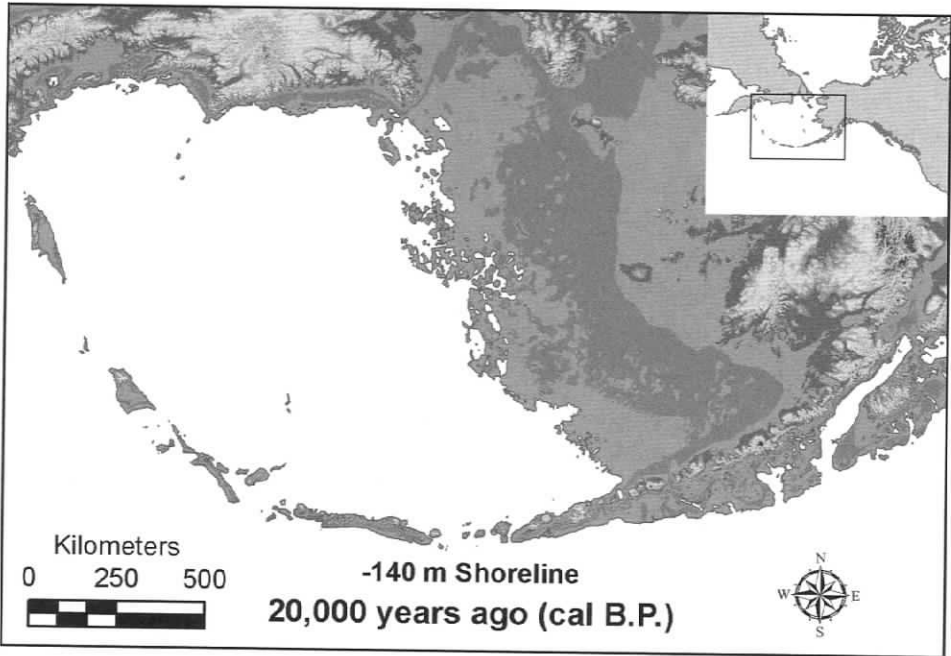 Kilometers
0 250 500
-140 m Shoreline
20,000 years ago (cal B.P.)
N
W E
S